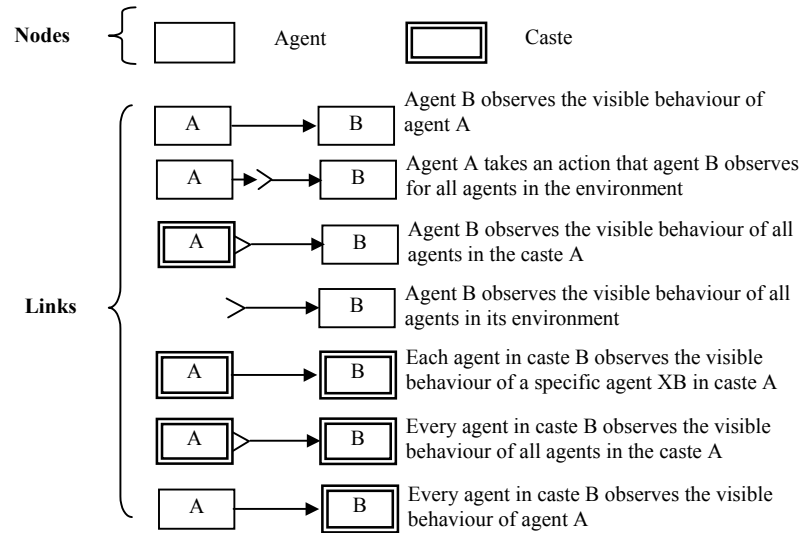 Nodes
Agent
Caste
Links
A
B
Agent B observes the visible behaviour of
agent A
A
B
Agent A takes an action that agent B observes
for all agents in the environment
A
B
Agent B observes the visible behaviour of all
agents in the caste A
B
Agent B observes the visible behaviour of all
agents in its environment
A
B
Each agent in caste B observes the visible
behaviour of a specific agent XB in caste A
A
B
Every agent in caste B observes the visible
behaviour of all agents in the caste A
A
B
Every agent in caste B observes the visible
behaviour of agent A